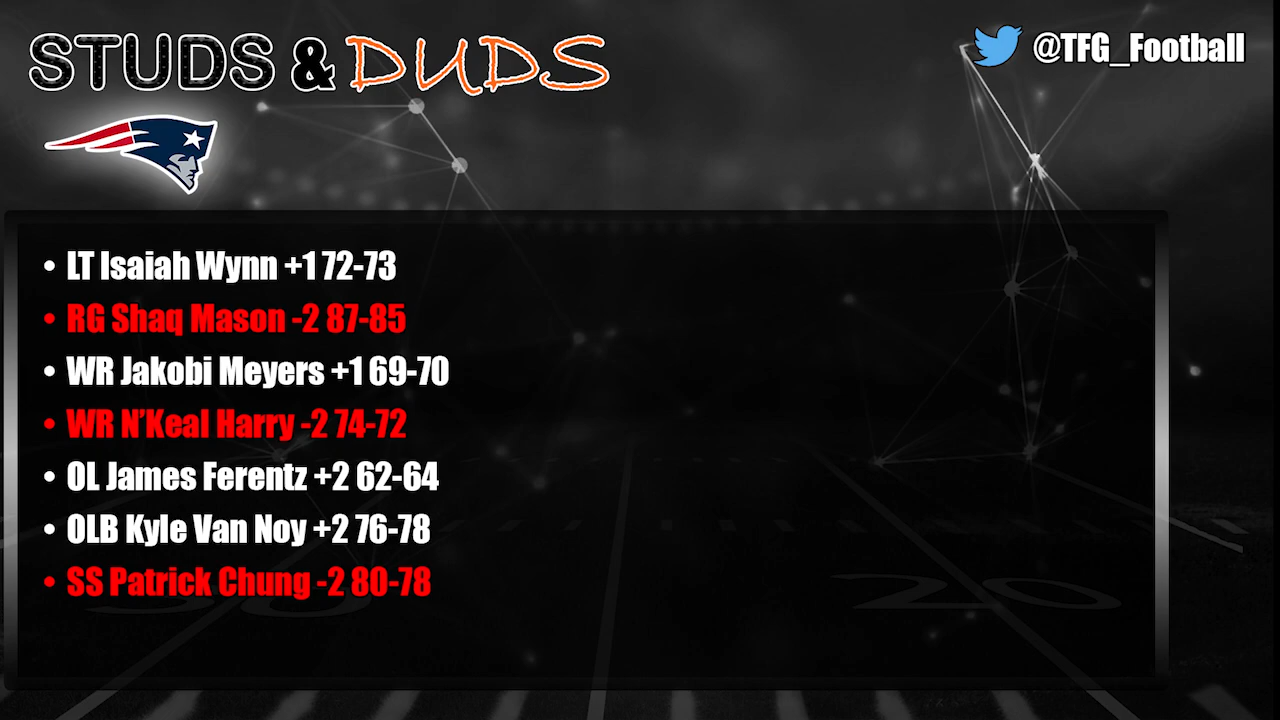 STUDS & DUDS
@TFG_Football
• LT Isaiah Wynn +1 72-73
• RG Shaq Mason -2 87-85
• WR Jakobi Meyers +1 69-70
• WR N’Keal Harry -2 74-72
• OL James Ferentz +2 62-64
• OLB Kyle Van Noy +2 76-78
• SS Patrick Chung -2 80-78
20